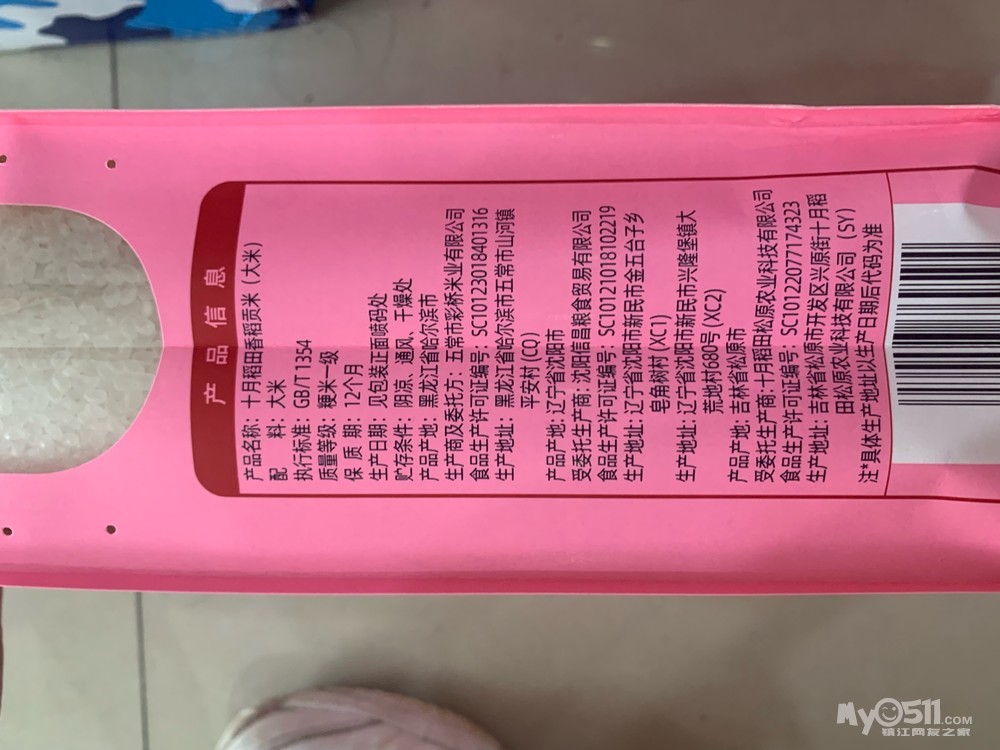 产品信息
产品名称：十月稻田香稻贡米（大米）
配 料：大米
执行标准：GB/T 1354
质量等级：粳米一级
保 质 期：12个月
生产日期：见包装正面喷码处
贮存条件：阴凉、通风、干燥处
产品产地：黑龙江省哈尔滨市
生产商及委托方：五常市彩桥米业有限公司
食品生产许可证编号：SC10123018401316
生产地址：黑龙江省哈尔滨市五常市山河镇
平安村(CQ)
产品产地：辽宁省沈阳市
受委托生产商：沈阳信昌粮食贸易有限公司
食品生产许可证编号：SC10121018102219
生产地址：辽宁省沈阳市新民市金五台子乡
皂角树村(XC1)
生产地址：辽宁省沈阳市新民市兴隆堡镇大
荒地村680号(XC2)
产品产地：吉林省松原市
受委托生产商：十月稻田松原农业科技有限公司
食品生产许可证编号：SC10122077174323
生产地址：吉林省松原市开发区兴原街十月稻
田松原农业科技有限公司（SY）
注*具体生产地址以生产日期后代码为准
My0511.COM
镇江网友之家